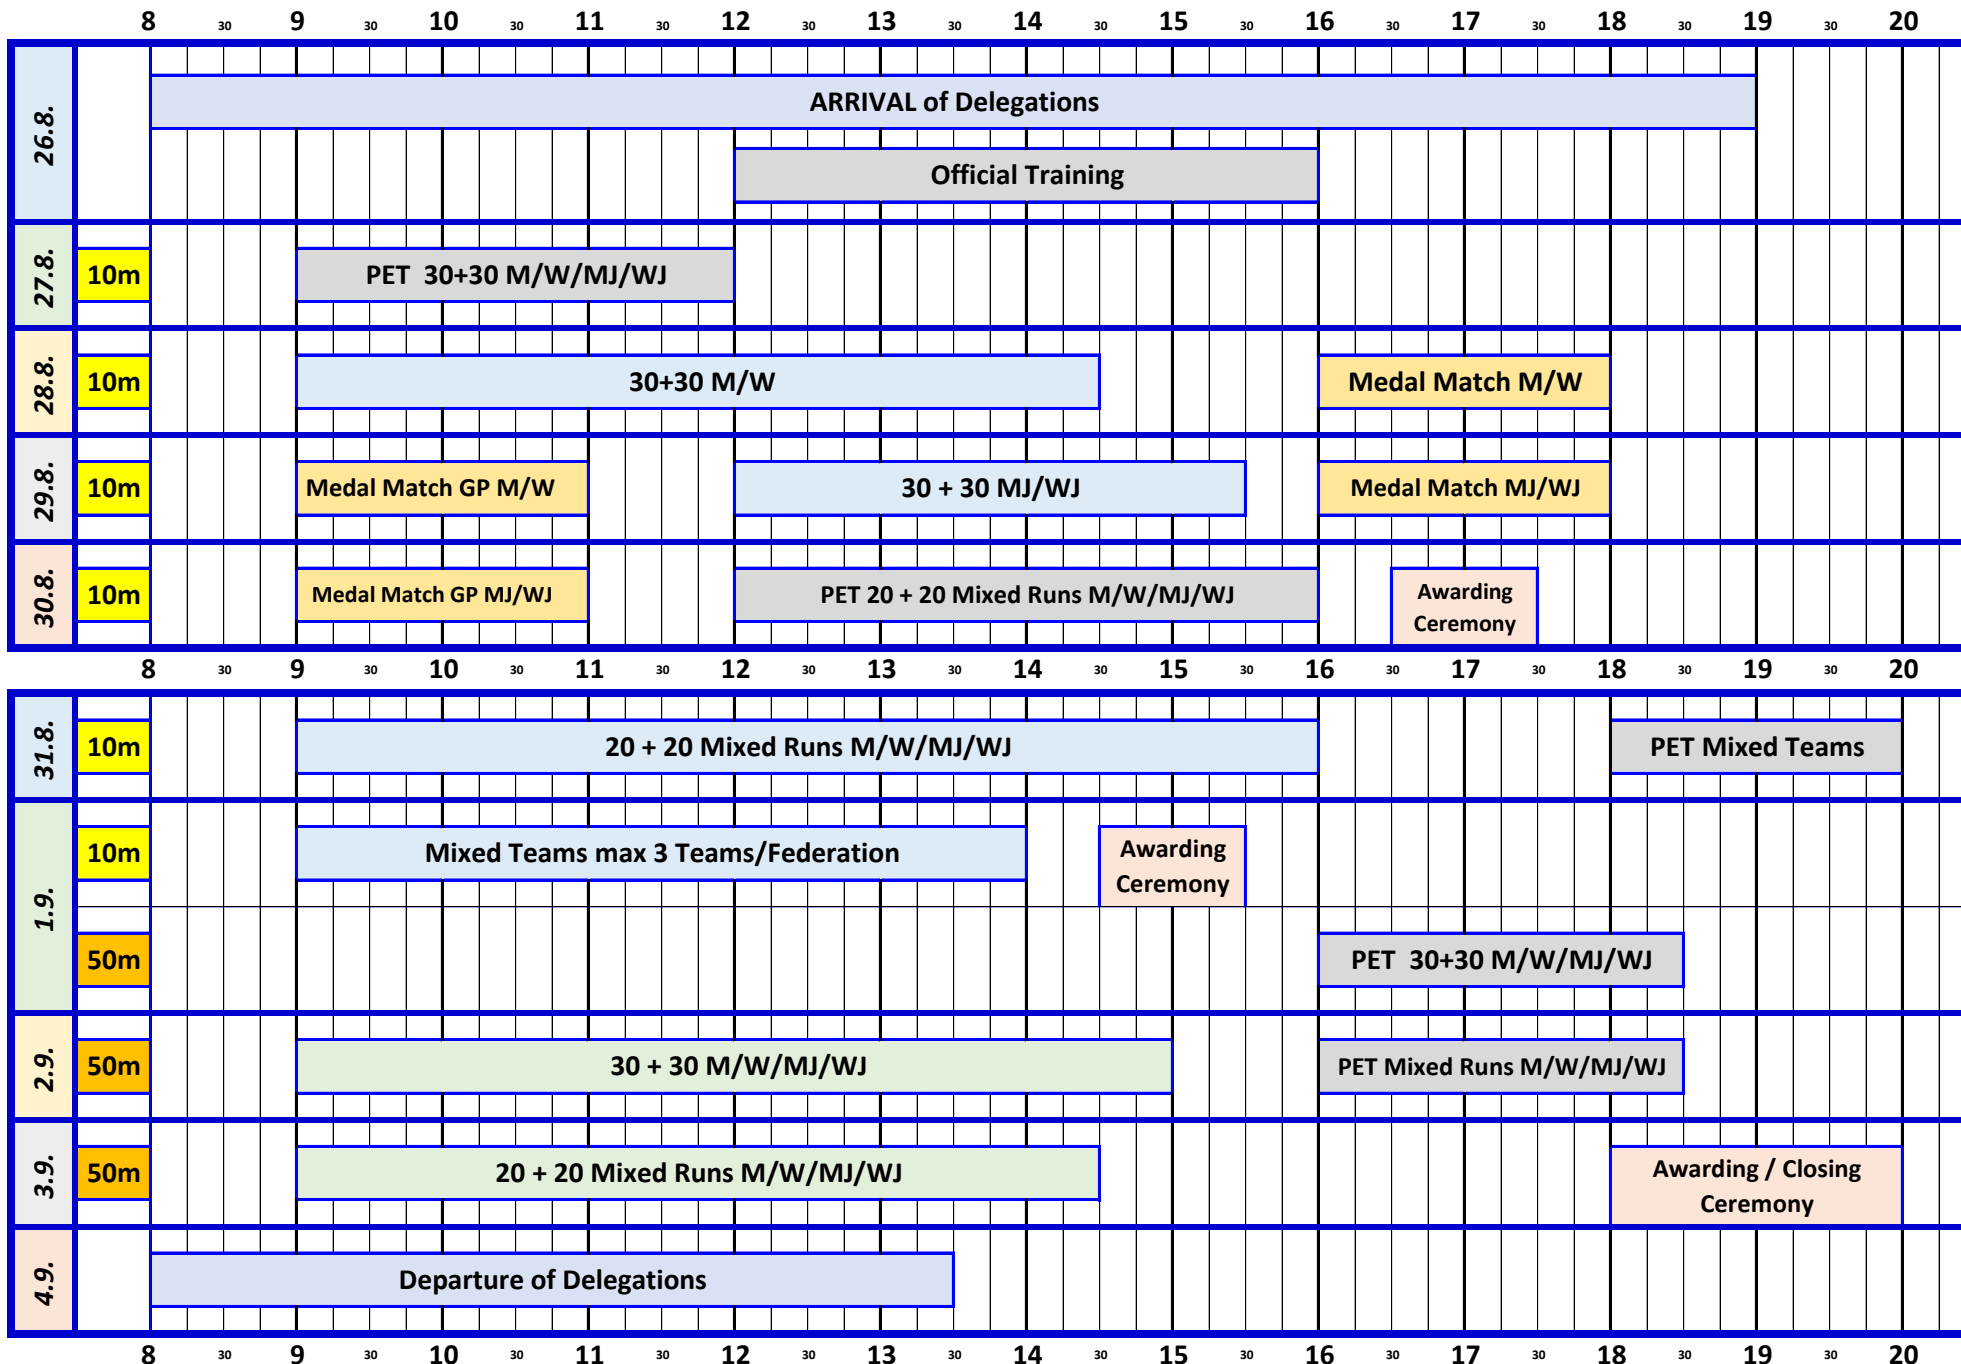 8 30 9 30 10 30 11 30 12 30 13 30 14 30 15 30 16 30 17 30 18 30 19 30 20
26.8.
ARRIVAL of Delegations
Official Training
27.8.
10m
PET 30+30 M/W/MJ/WJ
28.8.
10m
30+30 M/W
Medal Match M/W
29.8.
10m
Medal Match GP M/W
30 + 30 MJ/WJ
Medal Match MJ/WJ
30.8.
10m
Medal Match GP MJ/WJ
PET 20 + 20 Mixed Runs M/W/MJ/WJ
Awarding
Ceremony
8 30 9 30 10 30 11 30 12 30 13 30 14 30 15 30 16 30 17 30 18 30 19 30 20
31.8.
10m
20 + 20 Mixed Runs M/W/MJ/WJ
PET Mixed Teams
1.9.
10m
Mixed Teams max 3 Teams/Federation
Awarding
Ceremony
50m
PET 30+30 M/W/MJ/WJ
2.9.
50m
30 + 30 M/W/MJ/WJ
PET Mixed Runs M/W/MJ/WJ
3.9.
50m
20 + 20 Mixed Runs M/W/MJ/WJ
Awarding / Closing
Ceremony
4.9.
Departure of Delegations
8 30 9 30 10 30 11 30 12 30 13 30 14 30 15 30 16 30 17 30 18 30 19 30 20